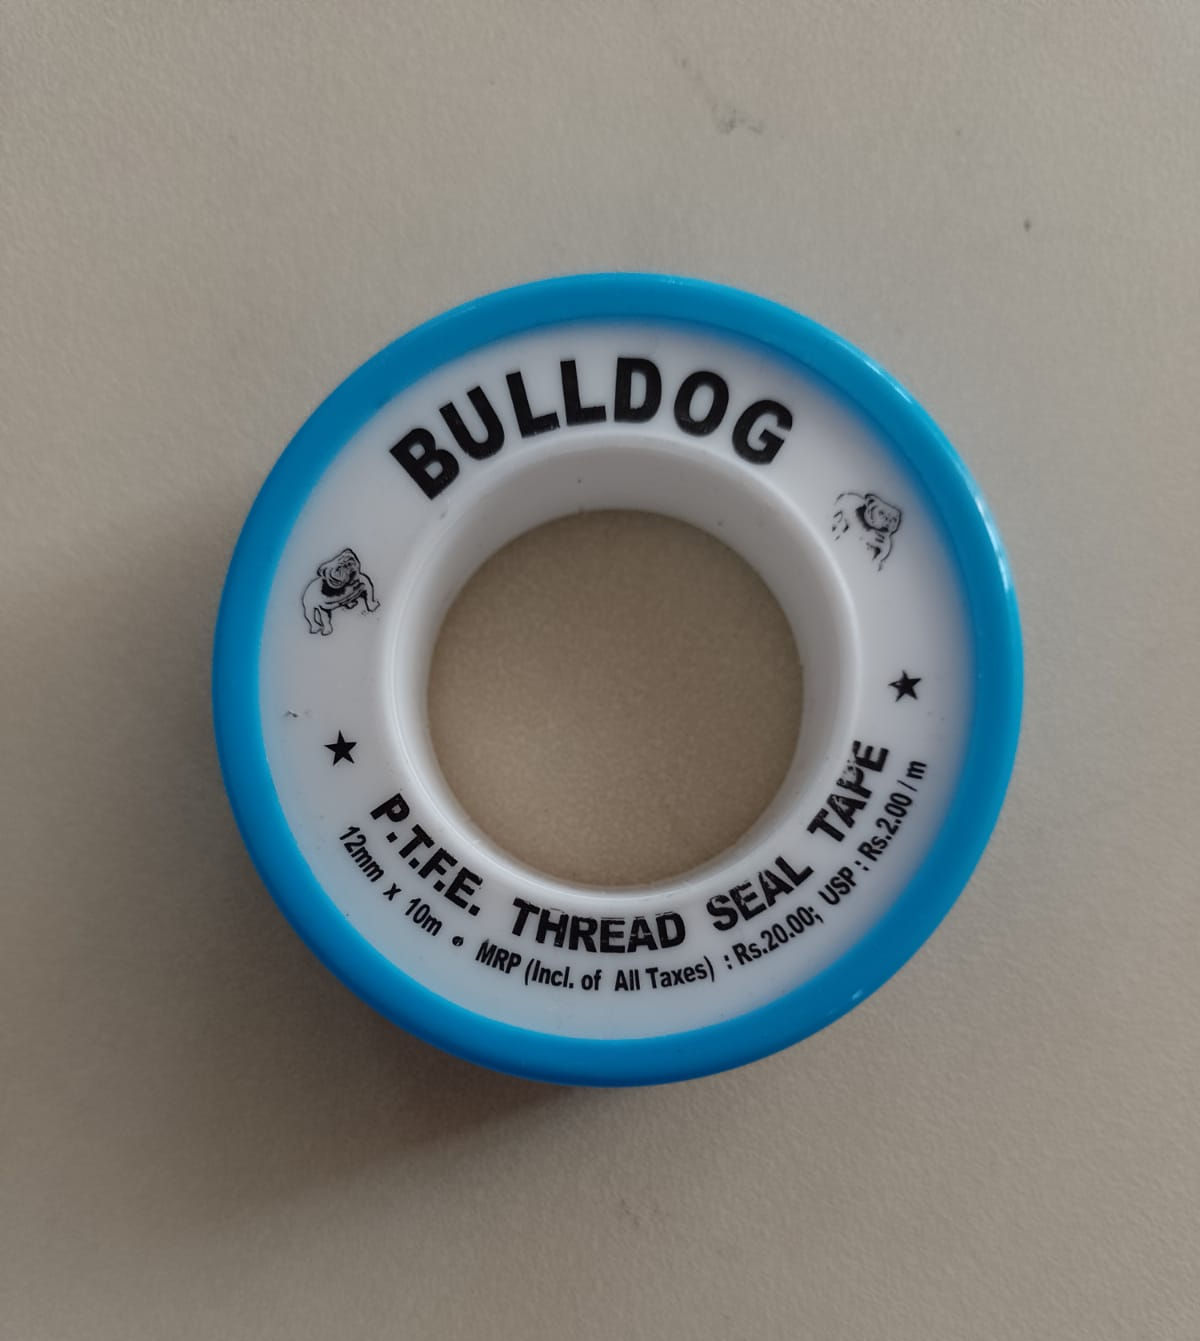 BULLDOG
P.T.F.E. THREAD SEAL TAPE
12mm x 10m • MRP (Incl. of All Taxes) : Rs.20.00; USP : Rs.2.00 / m